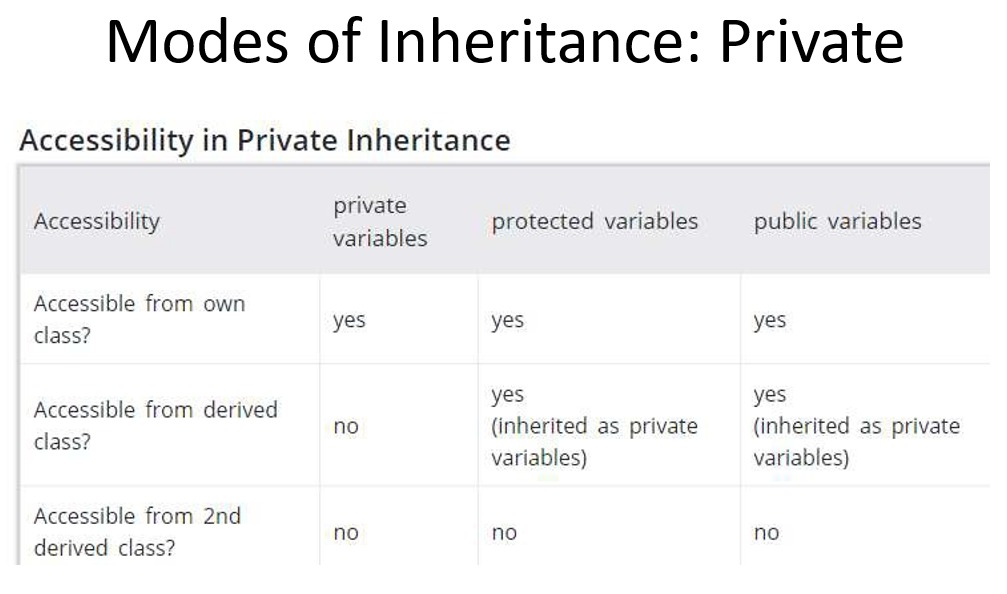 Modes of Inheritance: Private
Accessibility in Private Inheritance
Accessibility
private
variables
protected variables
public variables
Accessible from own
class?
yes
yes
yes
Accessible from derived
class?
no
yes
(inherited as private
variables)
yes
(inherited as private
variables)
Accessible from 2nd
derived class?
no
no
no